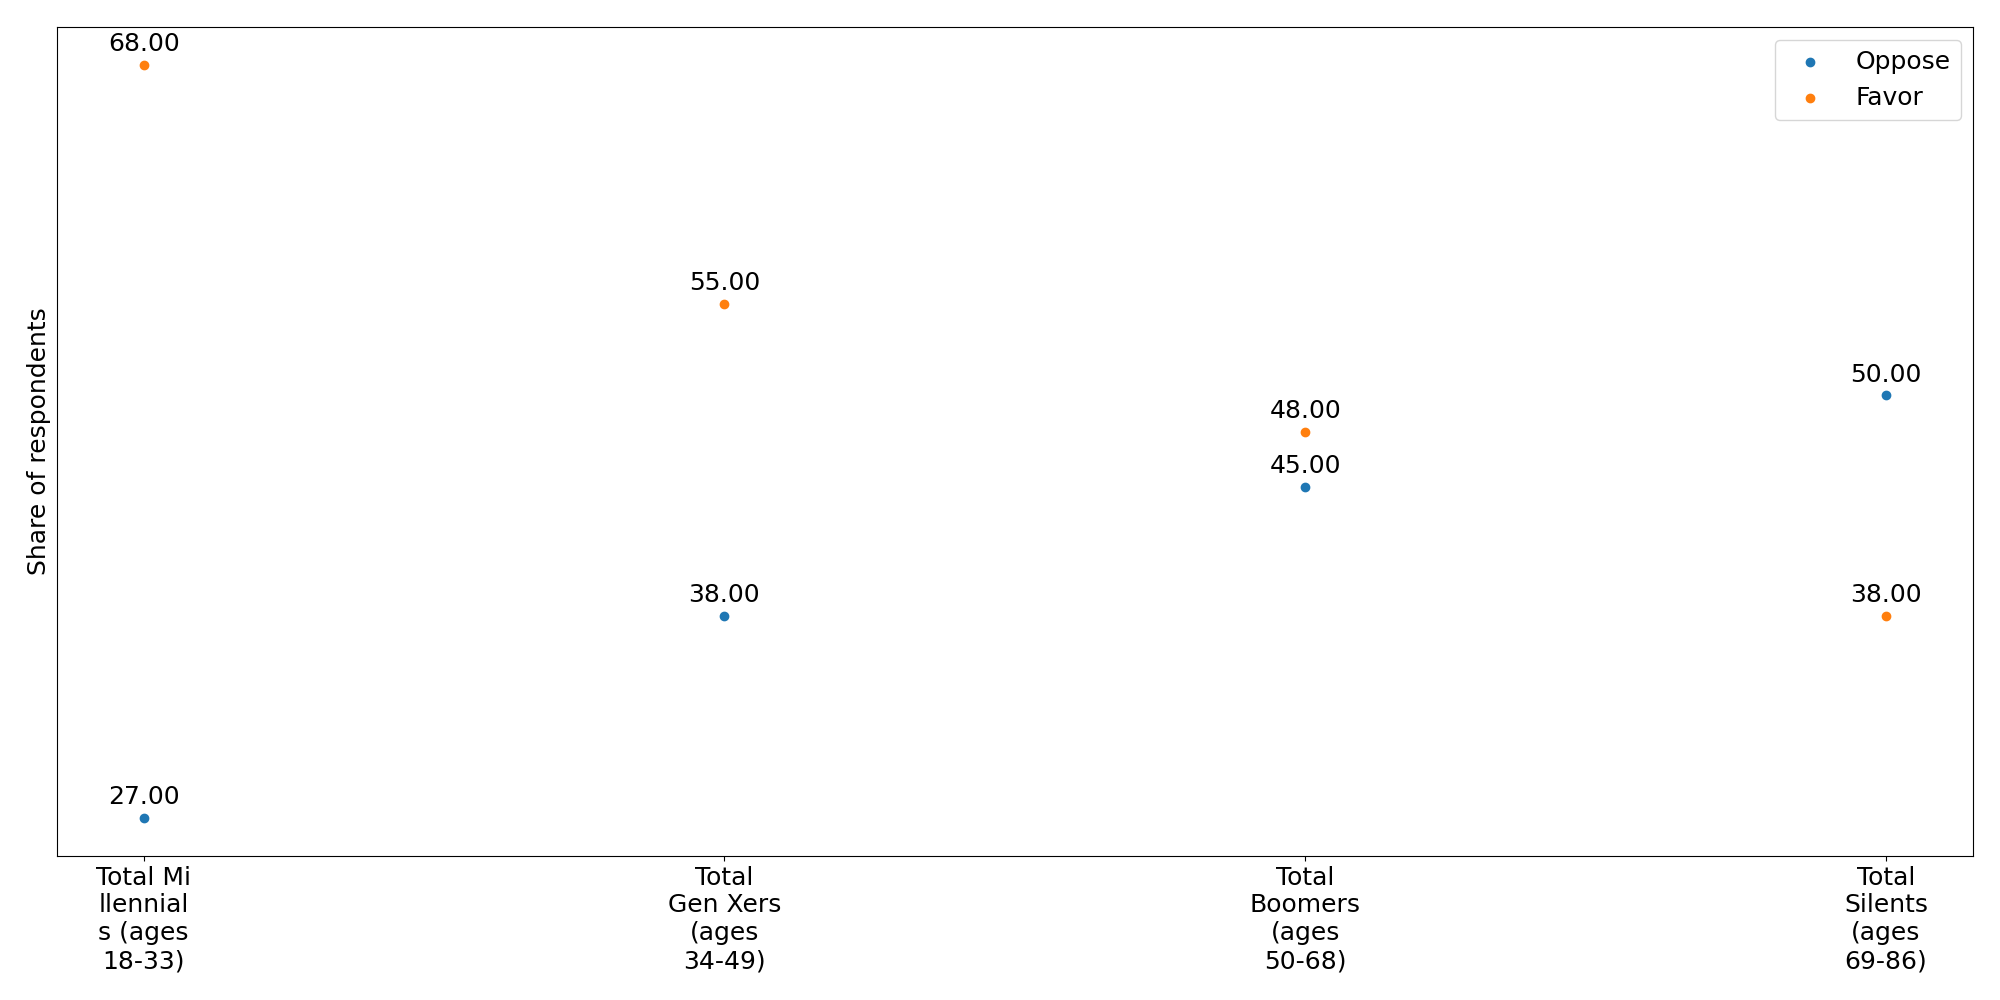 68.00
Oppose
Favor
55.00
50.00
48.00
45.00
38.00
38.00
27.00
Share of respondents
Total Mi
llennial
s (ages
18-33)
Total
Gen Xers
(ages
34-49)
Total
Boomers
(ages
50-68)
Total
Silents
(ages
69-86)